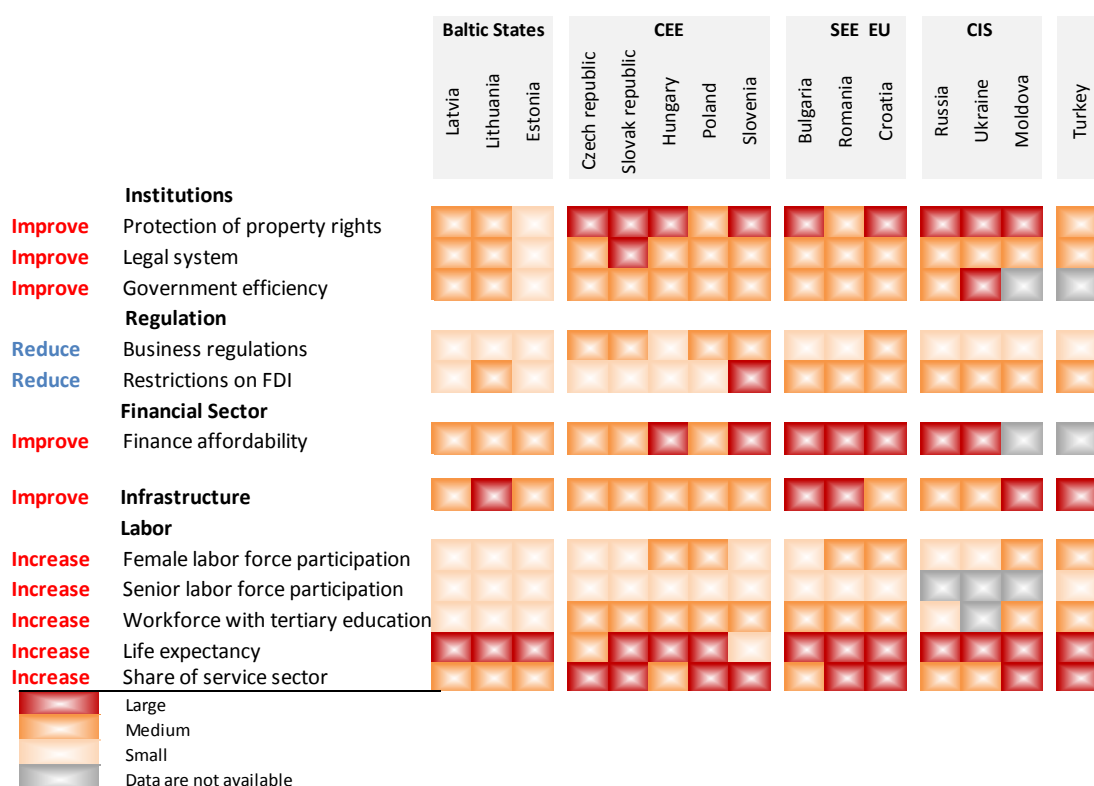 Baltic States CEE SEE EU CIS
Latvia Lithuania Estonia Czech republic Slovak republic Hungary Poland Slovenia Bulgaria Romania Croatia Russia Ukraine Moldova Turkey
Institutions
Improve Protection of property rights
Improve Legal system
Improve Government efficiency
Regulation
Reduce Business regulations
Reduce Restrictions on FDI
Financial Sector
Improve Finance affordability
Improve Infrastructure
Labor
Increase Female labor force participation
Increase Senior labor force participation
Increase Workforce with tertiary education
Increase Life expectancy
Increase Share of service sector
Large
Medium
Small
Data are not available